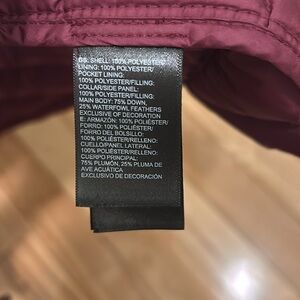 GB: SHELL: 100% POLYESTER/
LINING: 100% POLYESTER/
POCKET LINING:
100% POLYESTER/FILLING:
COLLAR/SIDE PANEL:
100% POLYESTER/FILLING:
MAIN BODY: 75% DOWN,
25% WATERFOWL FEATHERS
EXCLUSIVE OF DECORATION
E: ARMAZÓN: 100% POLIÉSTER/
FORRO: 100% POLIÉSTER/
FORRO DEL BOLSILLO:
100% POLIÉSTER/RELLENO:
CUELLO/PANEL LATERAL:
100% POLIÉSTER/RELLENO:
CUERPO PRINCIPAL:
75% PLUMÓN, 25% PLUMA DE
AVE ACUÁTICA
EXCLUSIVO DE DECORACIÓN